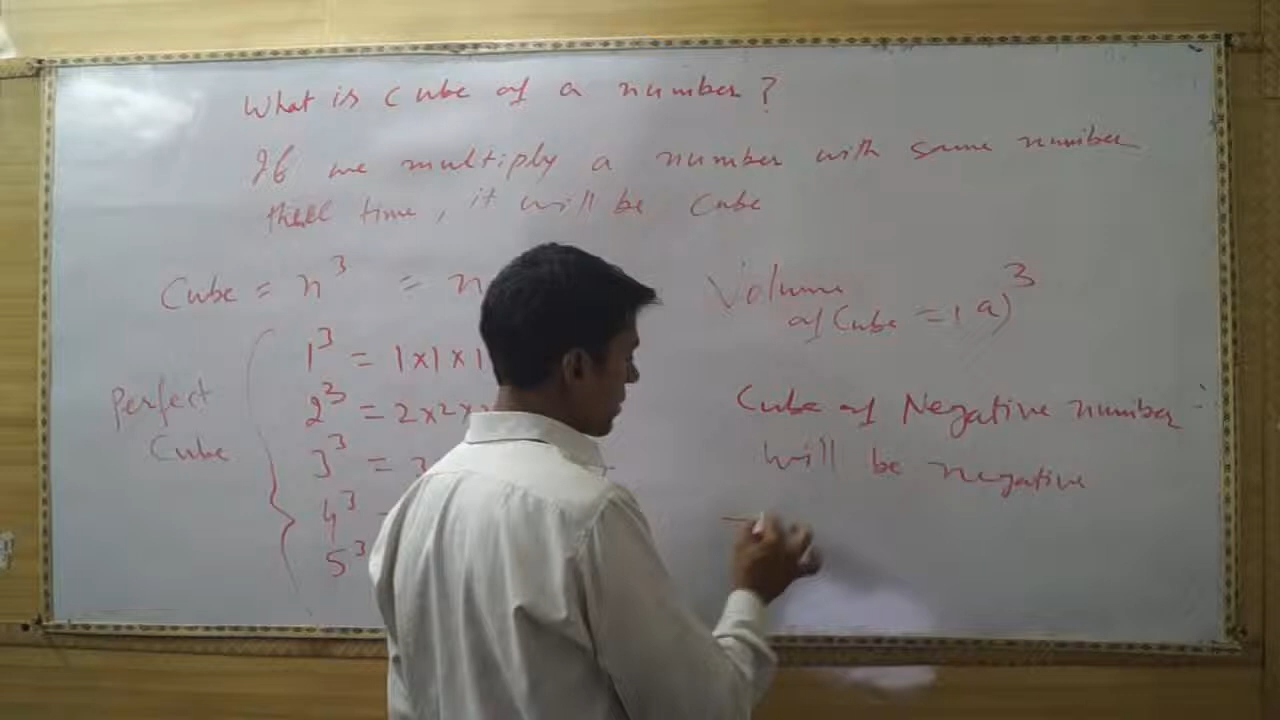 What is cube of a number?
If we multiply a number with same number
three time, it will be cube
Cube = n³ = n
1³ = 1×1×1
2³ = 2×2×
3³ = 3
4³ =
5³
Perfect
Cube
Volume
of Cube = (a)³
Cube of Negative number
will be negative